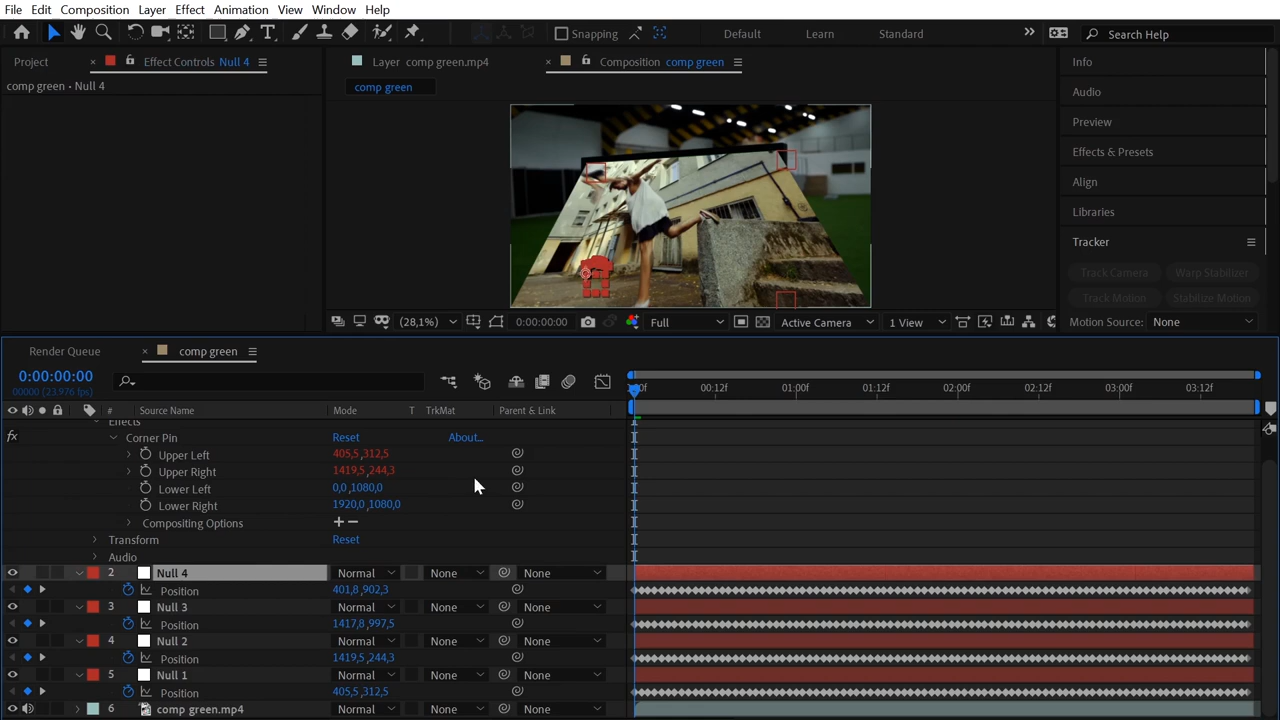 File Edit Composition Layer Effect Animation View Window Help
Snapping Default Learn Standard Search Help
Project × Effect Controls Null 4
Layer comp green.mp4 × Composition comp green
Info
comp green • Null 4
comp green
Audio
Preview
Effects & Presets
Align
Libraries
Tracker
Track Camera Warp Stabilizer
Track Motion Stabilize Motion
(28,1%) 0:00:00:00 Full Active Camera 1 View
Motion Source: None
Render Queue × comp green
0:00:00:00
00000 (23.976 fps)
00:12f 01:00f 01:12f 02:00f 02:12f 03:00f 03:12f
# Source Name Mode T TrkMat Parent & Link
Effects
fx Corner Pin Reset About...
Upper Left 405,5,312,5
Upper Right 1419,5,244,3
Lower Left 0,0,1080,0
Lower Right 1920,0,1080,0
Compositing Options + −
Transform Reset
Audio
2 Null 4 Normal None None
Position 401,8,902,3
3 Null 3 Normal None None
Position 1417,8,997,5
4 Null 2 Normal None None
Position 1419,5,244,3
5 Null 1 Normal None None
Position 405,5,312,5
6 comp green.mp4 Normal None None